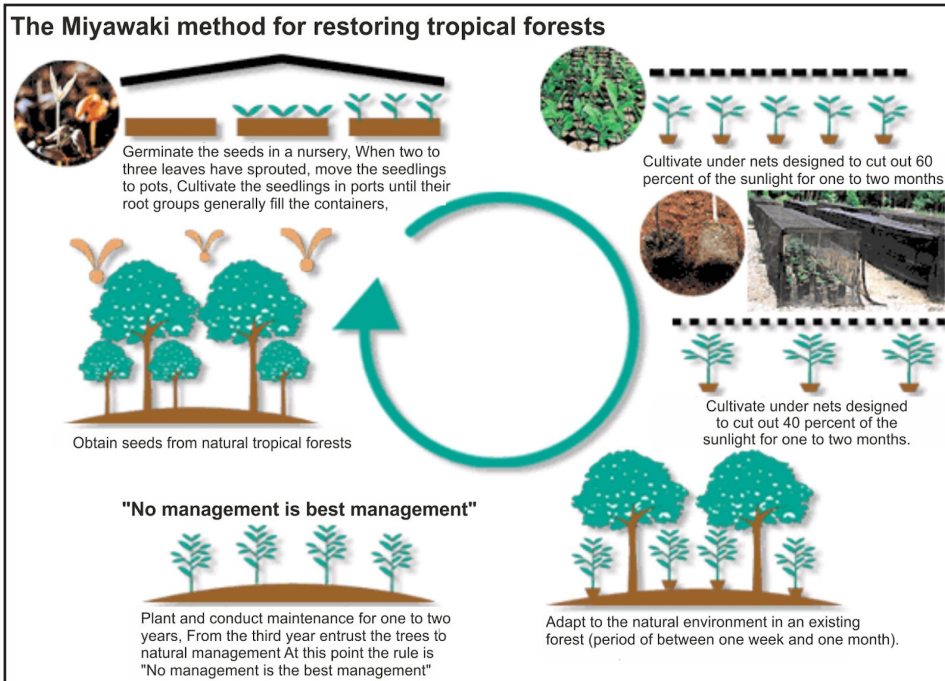 The Miyawaki method for restoring tropical forests
Germinate the seeds in a nursery, When two to
three leaves have sprouted, move the seedlings
to pots, Cultivate the seedlings in ports until their
root groups generally fill the containers,
Cultivate under nets designed to cut out 60
percent of the sunlight for one to two months
Cultivate under nets designed
to cut out 40 percent of the
sunlight for one to two months.
Adapt to the natural environment in an existing
forest (period of between one week and one month).
"No management is best management"
Plant and conduct maintenance for one to two
years, From the third year entrust the trees to
natural management At this point the rule is
"No management is the best management"
Obtain seeds from natural tropical forests